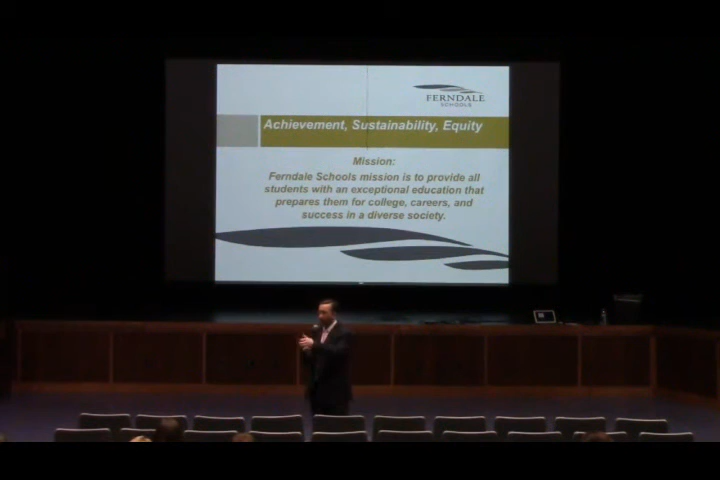 FERNDALE
SCHOOLS
Achievement, Sustainability, Equity
Mission:
Ferndale Schools mission is to provide all
students with an exceptional education that
prepares them for college, careers, and
success in a diverse society.